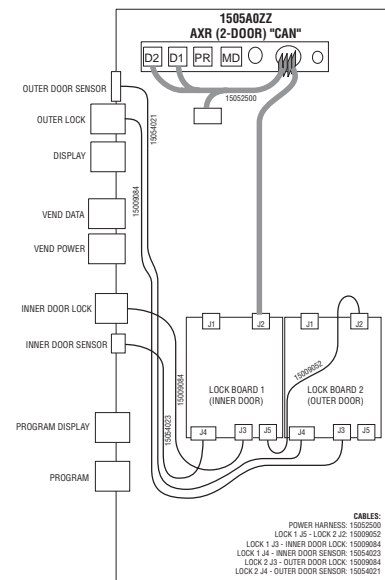 1505A0ZZ
AXR (2-DOOR) "CAN"
D2 D1 PR MD
15052500
OUTER DOOR SENSOR
OUTER LOCK
15054021
DISPLAY
15009084
VEND DATA
VEND POWER
INNER DOOR LOCK
INNER DOOR SENSOR
J1 J2 J1 J2
15009084
15009052
LOCK BOARD 1
(INNER DOOR)
LOCK BOARD 2
(OUTER DOOR)
15054023
PROGRAM DISPLAY
J4 J3 J5 J4 J3 J5
PROGRAM
CABLES:
POWER HARNESS: 15052500
LOCK 1 J5 - LOCK 2 J2: 15009052
LOCK 1 J3 - INNER DOOR LOCK: 15009084
LOCK 1 J4 - INNER DOOR SENSOR: 15054023
LOCK 2 J3 - OUTER DOOR LOCK: 15009084
LOCK 2 J4 - OUTER DOOR SENSOR: 15054021